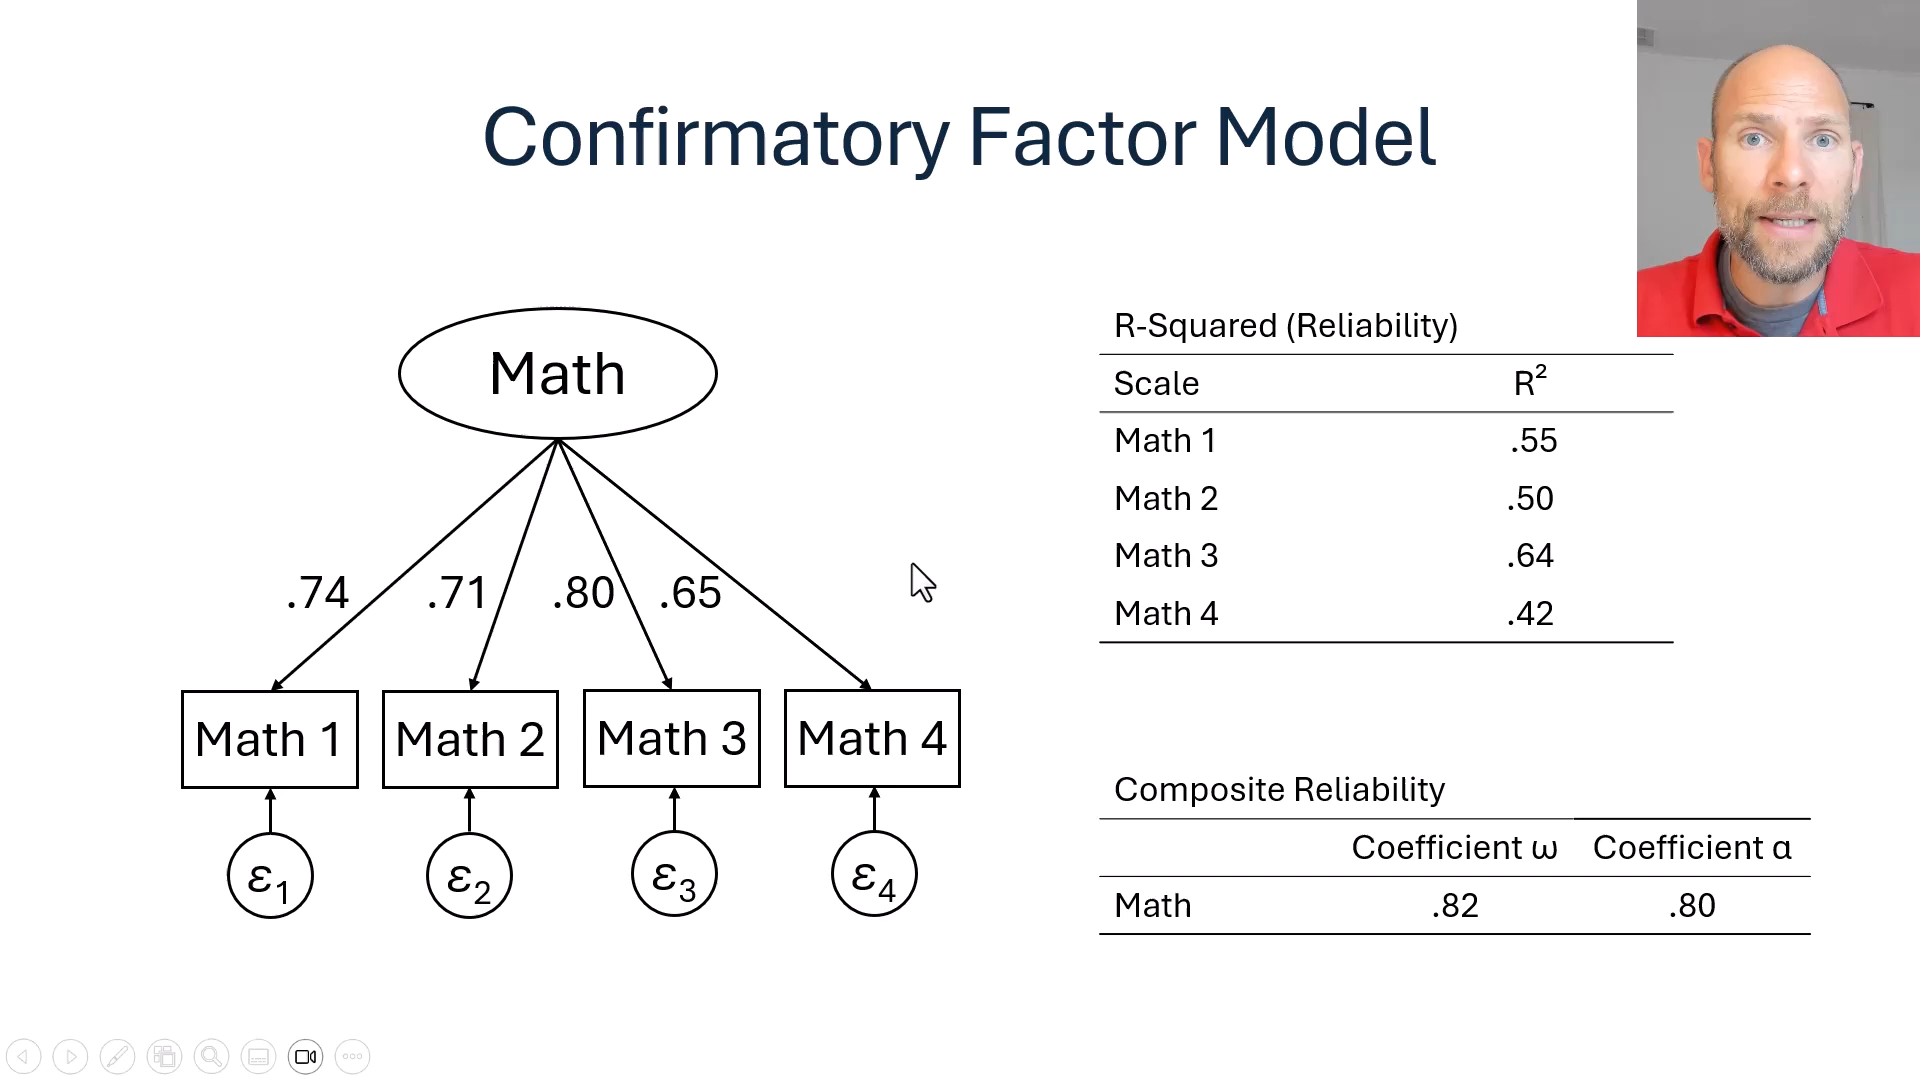 Confirmatory Factor Model
Math
.74 .71 .80 .65
Math 1 Math 2 Math 3 Math 4
ε1 ε2 ε3 ε4
R-Squared (Reliability)
Scale R²
Math 1 .55
Math 2 .50
Math 3 .64
Math 4 .42
Composite Reliability
Coefficient ω Coefficient α
Math .82 .80